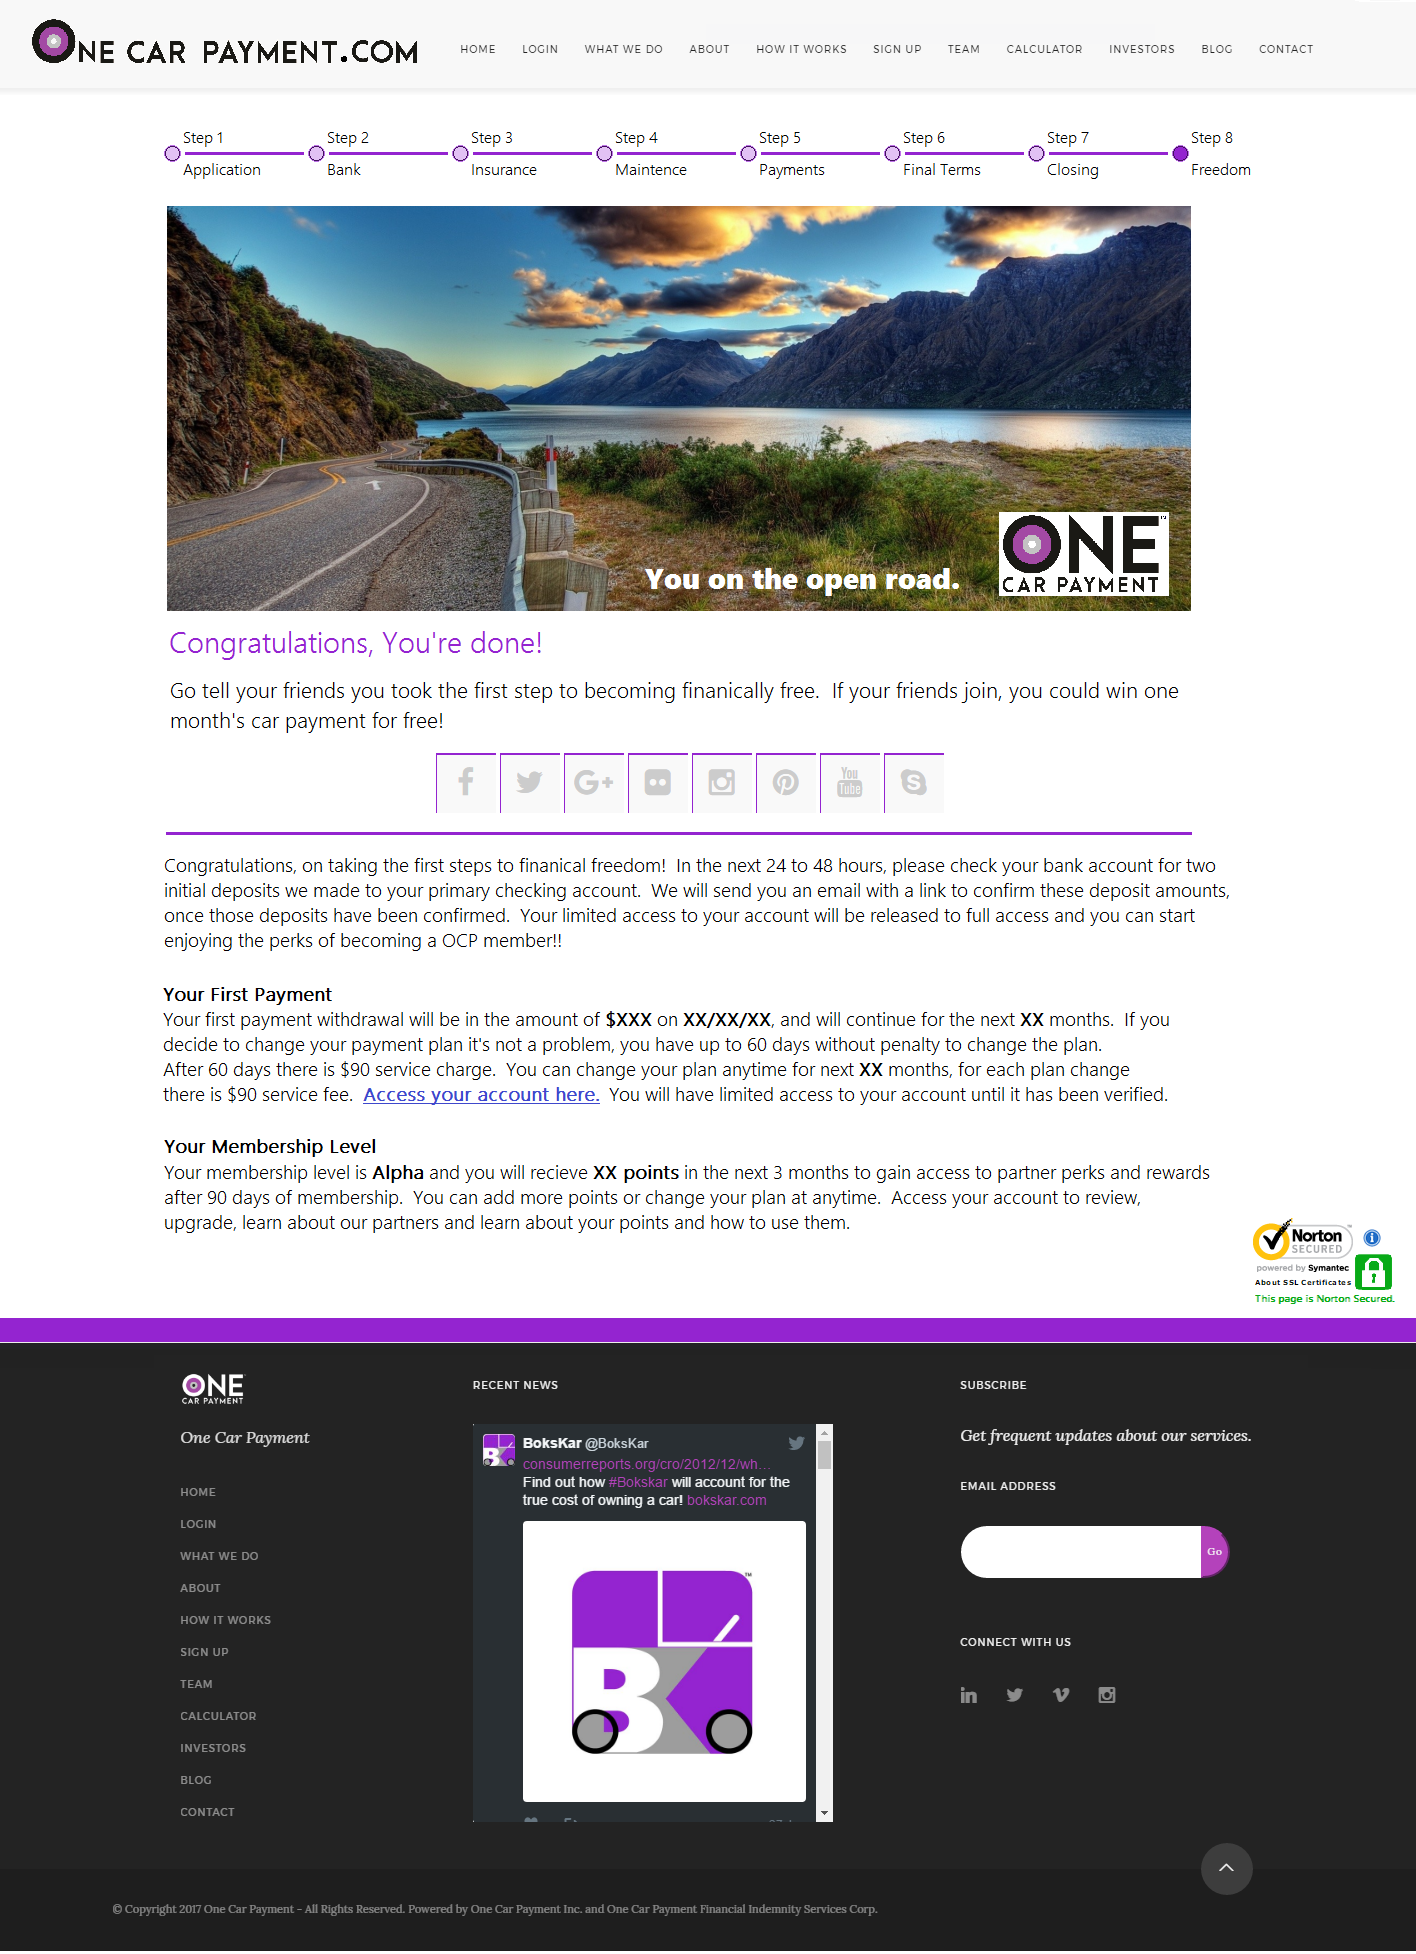 ONE CAR PAYMENT.COM
HOME LOGIN WHAT WE DO ABOUT HOW IT WORKS SIGN UP TEAM CALCULATOR INVESTORS BLOG CONTACT
Step 1 Step 2 Step 3 Step 4 Step 5 Step 6 Step 7 Step 8
Application Bank Insurance Maintence Payments Final Terms Closing Freedom
You on the open road.
ONE™
CAR PAYMENT
Congratulations, You're done!
Go tell your friends you took the first step to becoming finanically free. If your friends join, you could win one
month's car payment for free!
You
Tube
Congratulations, on taking the first steps to finanical freedom! In the next 24 to 48 hours, please check your bank account for two
initial deposits we made to your primary checking account. We will send you an email with a link to confirm these deposit amounts,
once those deposits have been confirmed. Your limited access to your account will be released to full access and you can start
enjoying the perks of becoming a OCP member!!
Your First Payment
Your first payment withdrawal will be in the amount of $XXX on XX/XX/XX, and will continue for the next XX months. If you
decide to change your payment plan it's not a problem, you have up to 60 days without penalty to change the plan.
After 60 days there is $90 service charge. You can change your plan anytime for next XX months, for each plan change
there is $90 service fee. Access your account here. You will have limited access to your account until it has been verified.
Your Membership Level
Your membership level is Alpha and you will recieve XX points in the next 3 months to gain access to partner perks and rewards
after 90 days of membership. You can add more points or change your plan at anytime. Access your account to review,
upgrade, learn about our partners and learn about your points and how to use them.
Norton™
SECURED
powered by Symantec
About SSL Certificates
This page is Norton Secured.
ONE
CAR PAYMENT
One Car Payment
HOME
LOGIN
WHAT WE DO
ABOUT
HOW IT WORKS
SIGN UP
TEAM
CALCULATOR
INVESTORS
BLOG
CONTACT
RECENT NEWS
BoksKar @BoksKar
consumerreports.org/cro/2012/12/wh...
Find out how #Bokskar will account for the
true cost of owning a car! bokskar.com
BK™
SUBSCRIBE
Get frequent updates about our services.
EMAIL ADDRESS
Go
CONNECT WITH US
in
© Copyright 2017 One Car Payment - All Rights Reserved. Powered by One Car Payment Inc. and One Car Payment Financial Indemnity Services Corp.